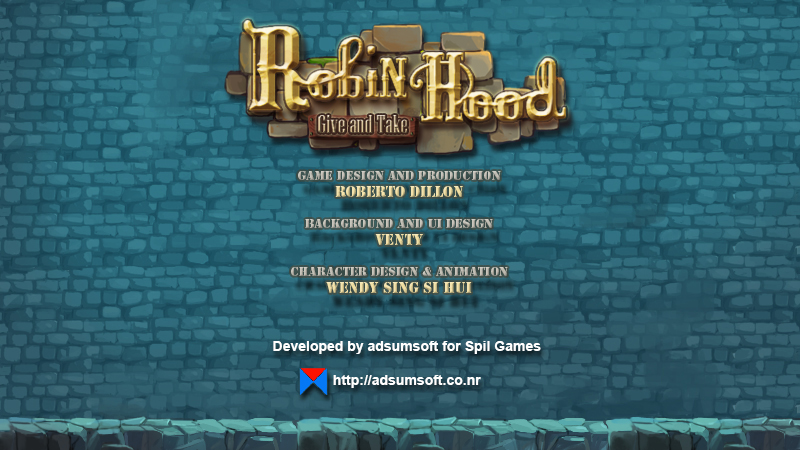 Robin Hood
Give and Take
GAME DESIGN AND PRODUCTION
ROBERTO DILLON
BACKGROUND AND UI DESIGN
VENTY
CHARACTER DESIGN & ANIMATION
WENDY SING SI HUI
Developed by adsumsoft for Spil Games
http://adsumsoft.co.nr